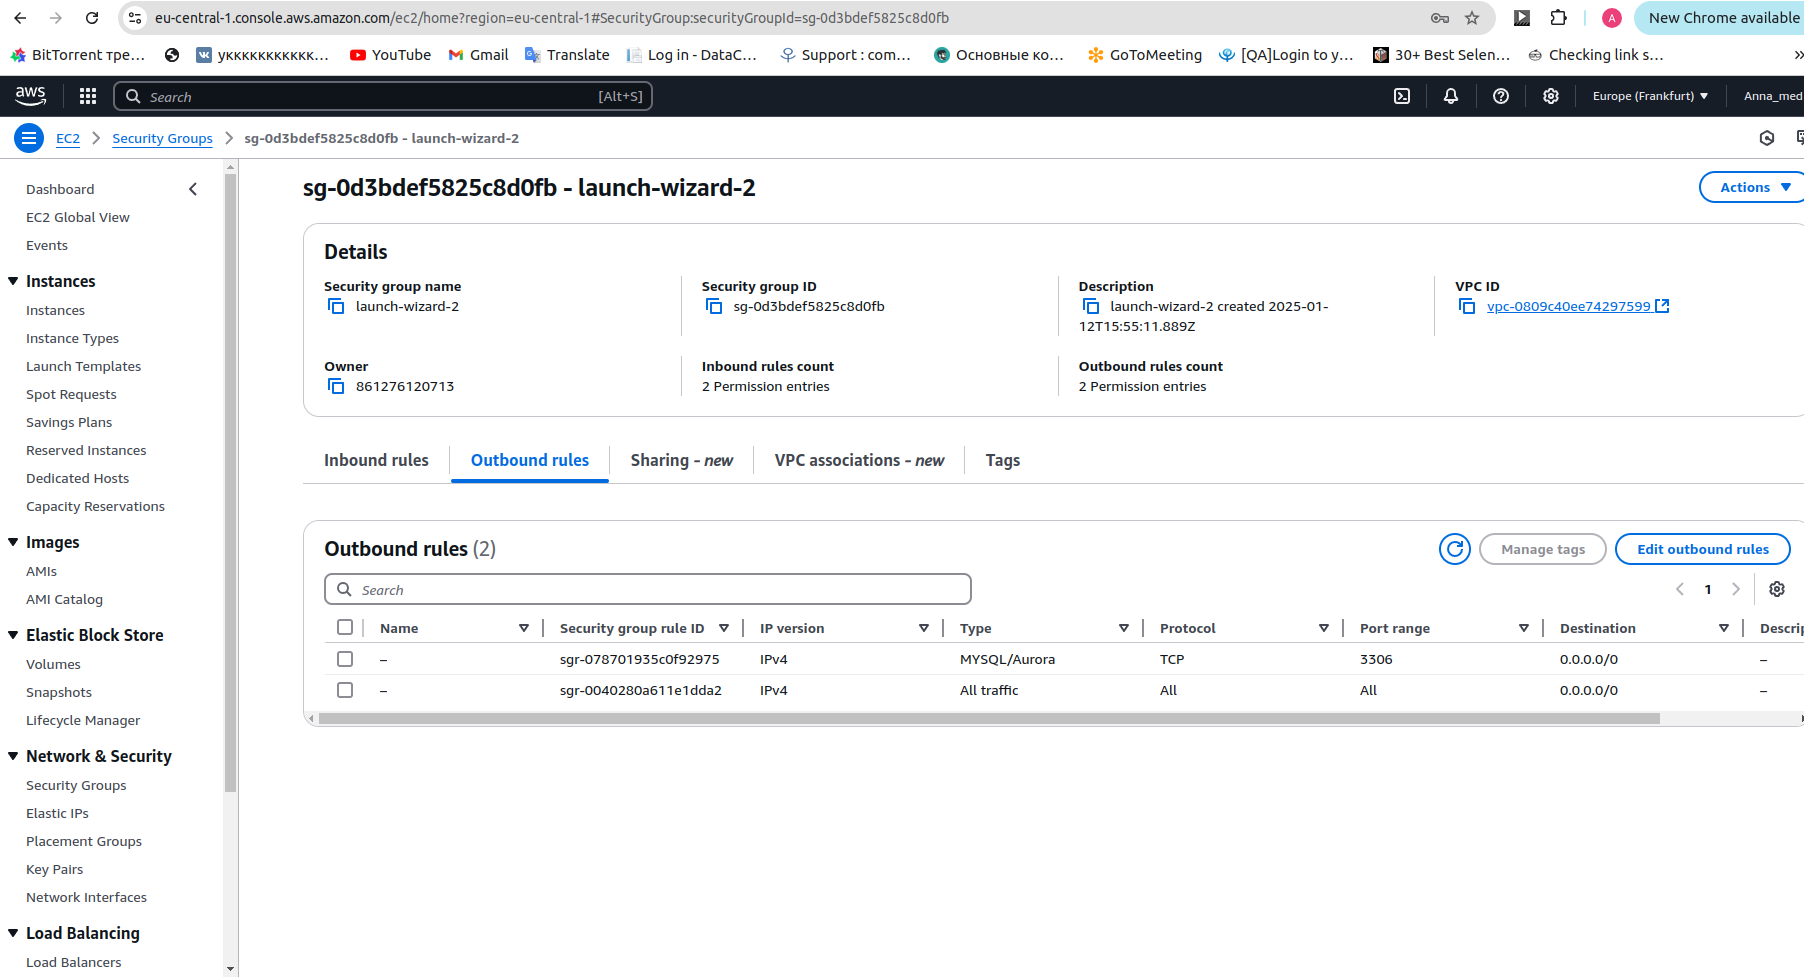 eu-central-1.console.aws.amazon.com/ec2/home?region=eu-central-1#SecurityGroup:securityGroupId=sg-0d3bdef5825c8d0fb
A
New Chrome available
BitTorrent тре...
укккккккккккк...
YouTube
Gmail
Translate
Log in - DataC...
Support : com...
Основные ко...
GoToMeeting
[QA]Login to y...
30+ Best Selen...
Checking link s...
»
aws
Search
[Alt+S]
Europe (Frankfurt)
Anna_med
EC2
Security Groups
sg-0d3bdef5825c8d0fb - launch-wizard-2
Dashboard
EC2 Global View
Events
Instances
Instances
Instance Types
Launch Templates
Spot Requests
Savings Plans
Reserved Instances
Dedicated Hosts
Capacity Reservations
Images
AMIs
AMI Catalog
Elastic Block Store
Volumes
Snapshots
Lifecycle Manager
Network & Security
Security Groups
Elastic IPs
Placement Groups
Key Pairs
Network Interfaces
Load Balancing
Load Balancers
sg-0d3bdef5825c8d0fb - launch-wizard-2
Actions
Details
Security group name
launch-wizard-2
Security group ID
sg-0d3bdef5825c8d0fb
Description
launch-wizard-2 created 2025-01-
12T15:55:11.889Z
VPC ID
vpc-0809c40ee74297599
Owner
861276120713
Inbound rules count
2 Permission entries
Outbound rules count
2 Permission entries
Inbound rules
Outbound rules
Sharing - new
VPC associations - new
Tags
Outbound rules (2)
Manage tags
Edit outbound rules
Search
1
Name Security group rule ID IP version Type Protocol Port range Destination Descrip
– sgr-078701935c0f92975 IPv4 MYSQL/Aurora TCP 3306 0.0.0.0/0 –
– sgr-0040280a611e1dda2 IPv4 All traffic All All 0.0.0.0/0 –